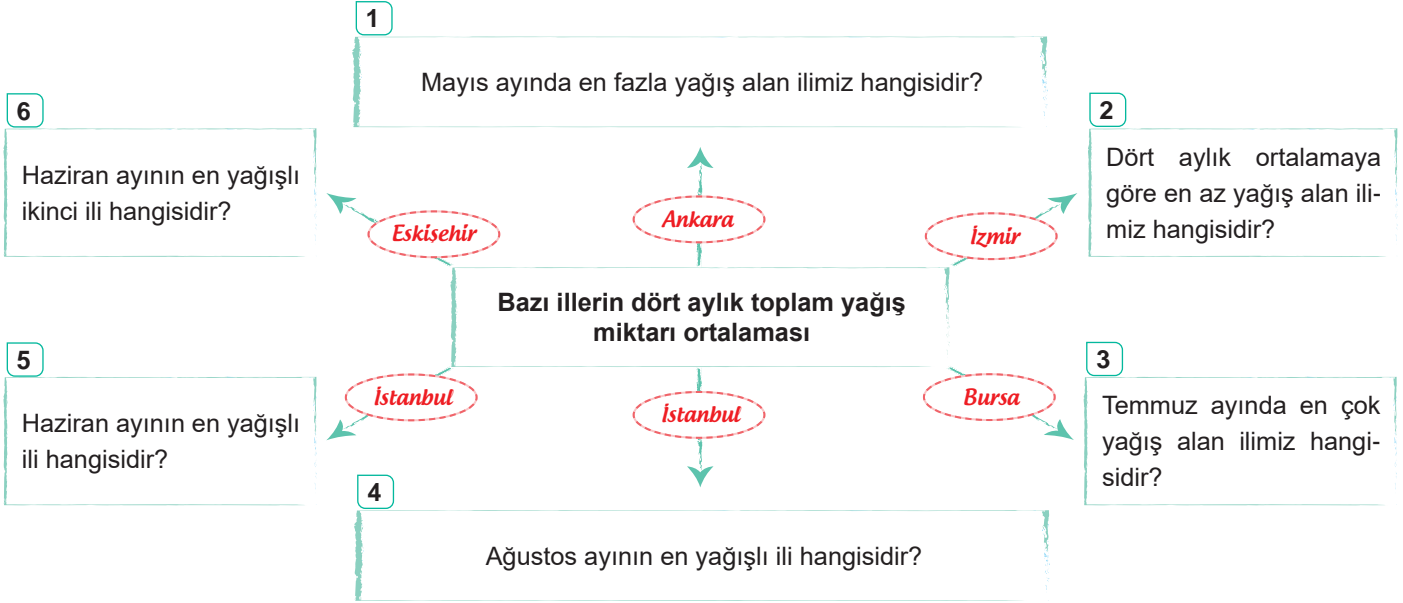 1
Mayıs ayında en fazla yağış alan ilimiz hangisidir?
6
Haziran ayının en yağışlı
ikinci ili hangisidir?
2
Dört aylık ortalamaya
göre en az yağış alan ili-
miz hangisidir?
Eskişehir
Ankara
İzmir
Bazı illerin dört aylık toplam yağış
miktarı ortalaması
5
Haziran ayının en yağışlı
ili hangisidir?
İstanbul
İstanbul
Bursa
3
Temmuz ayında en çok
yağış alan ilimiz hangi-
sidir?
4
Ağustos ayının en yağışlı ili hangisidir?